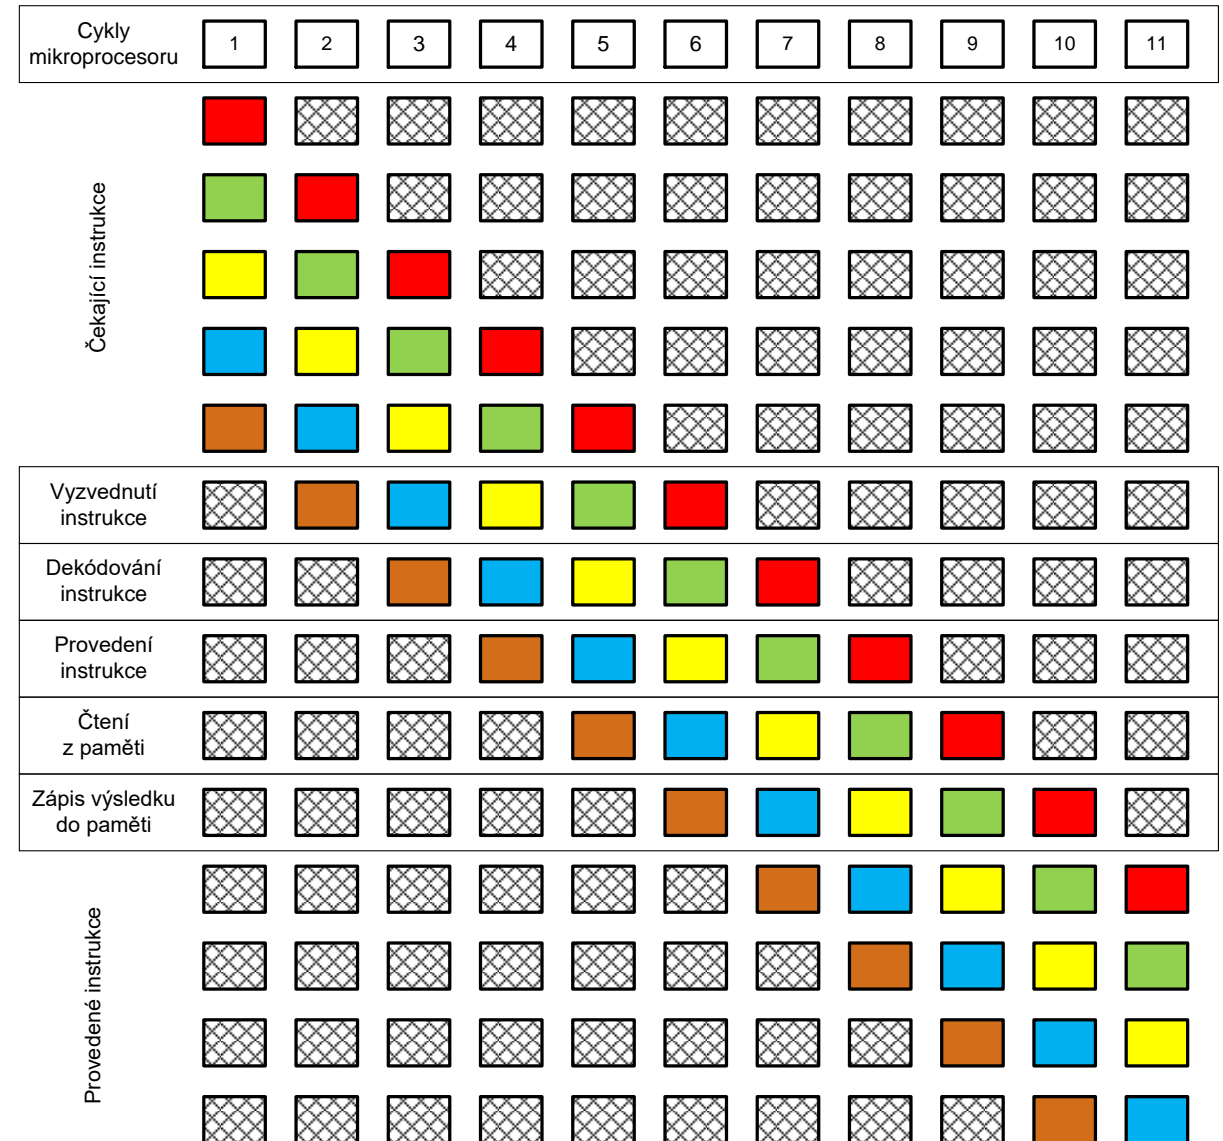 Cykly
mikroprocesoru
1 2 3 4 5 6 7 8 9 10 11
Čekající instrukce
Vyzvednutí
instrukce
Dekódování
instrukce
Provedení
instrukce
Čtení
z paměti
Zápis výsledku
do paměti
Provedené instrukce